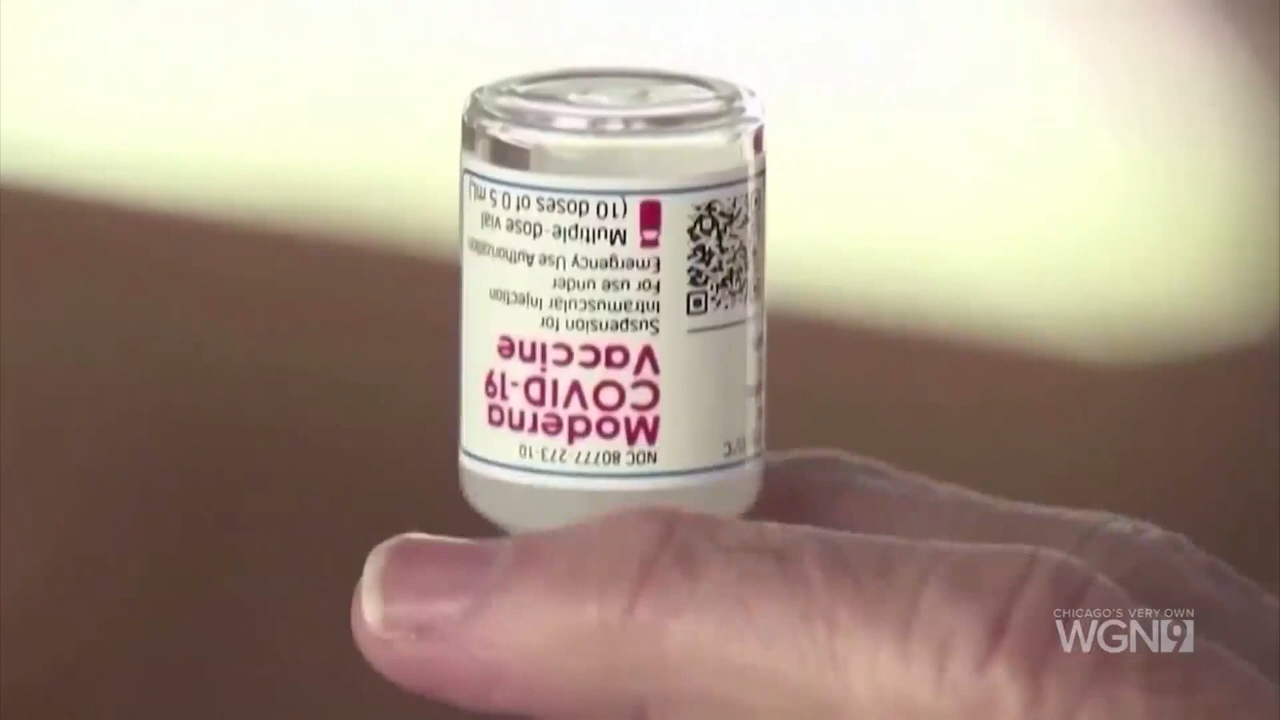 NDC 80777-273-10
Moderna
COVID-19
Vaccine
Suspension for
Intramuscular Injection
For use under
Emergency Use Authorization
Multiple-dose vial
(10 doses of 0.5 mL)
CHICAGO'S VERY OWN
WGN9